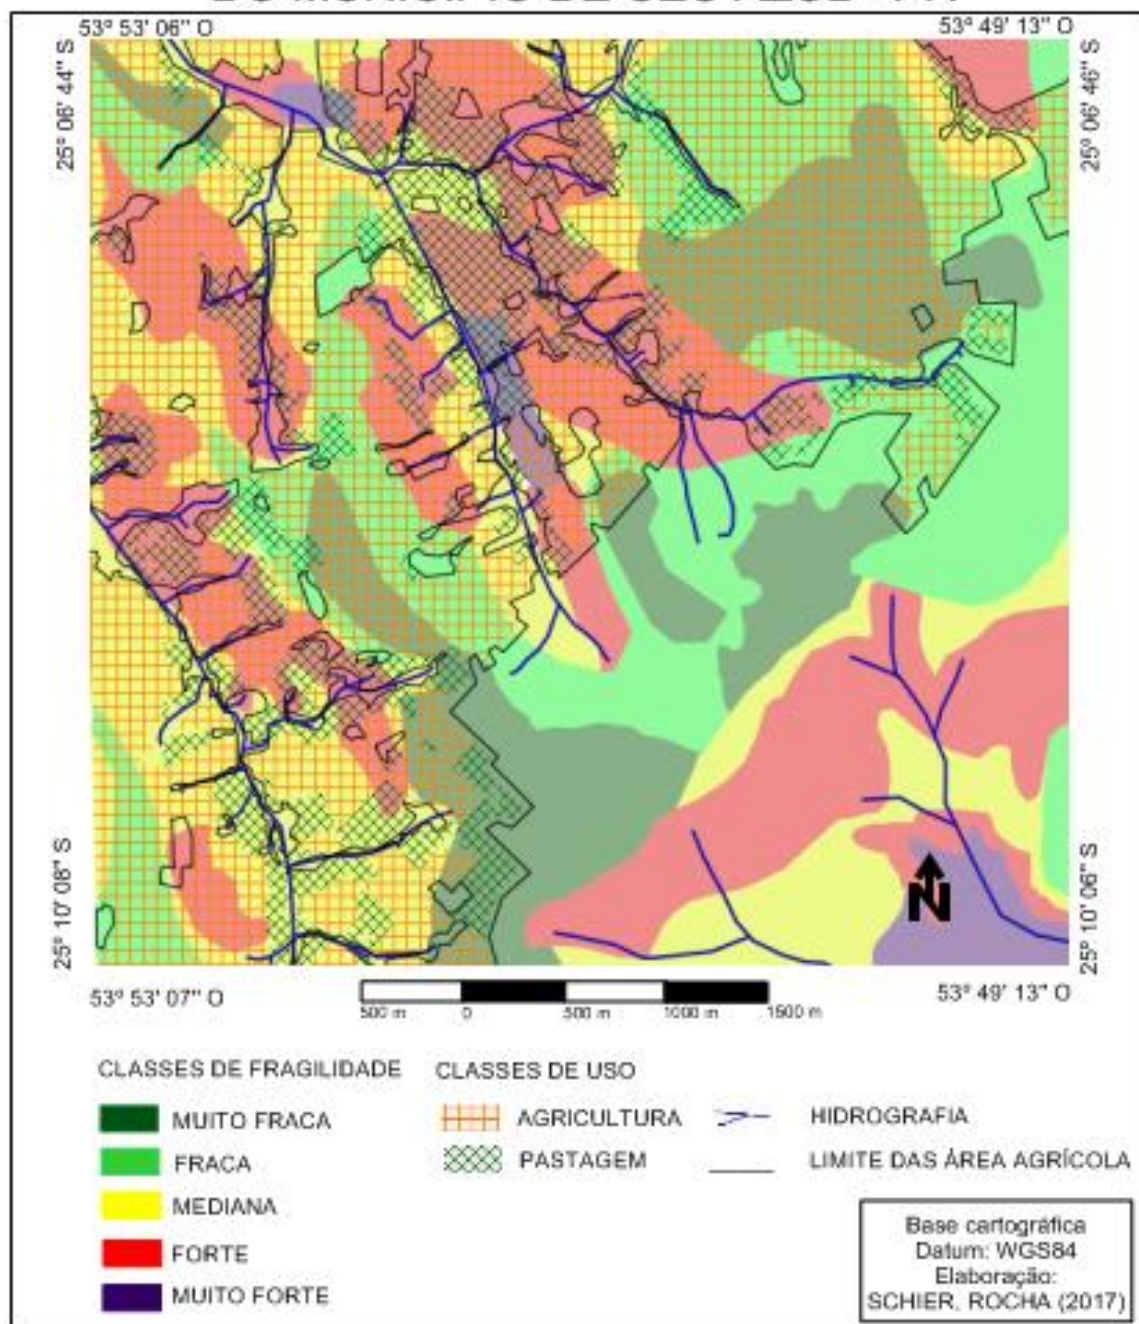 53º 53' 06'' O
53º 49' 13'' O
25º 06' 44'' S
25º 06' 46'' S
25º 10' 08'' S
25º 10' 06'' S
N
53º 53' 07'' O
53º 49' 13'' O
500 m 0 500 m 1000 m 1500 m
CLASSES DE FRAGILIDADE
MUITO FRACA
FRACA
MEDIANA
FORTE
MUITO FORTE
CLASSES DE USO
AGRICULTURA
PASTAGEM
HIDROGRAFIA
LIMITE DAS ÁREA AGRÍCOLA
Base cartográfica
Datum: WGS84
Elaboração:
SCHIER, ROCHA (2017)